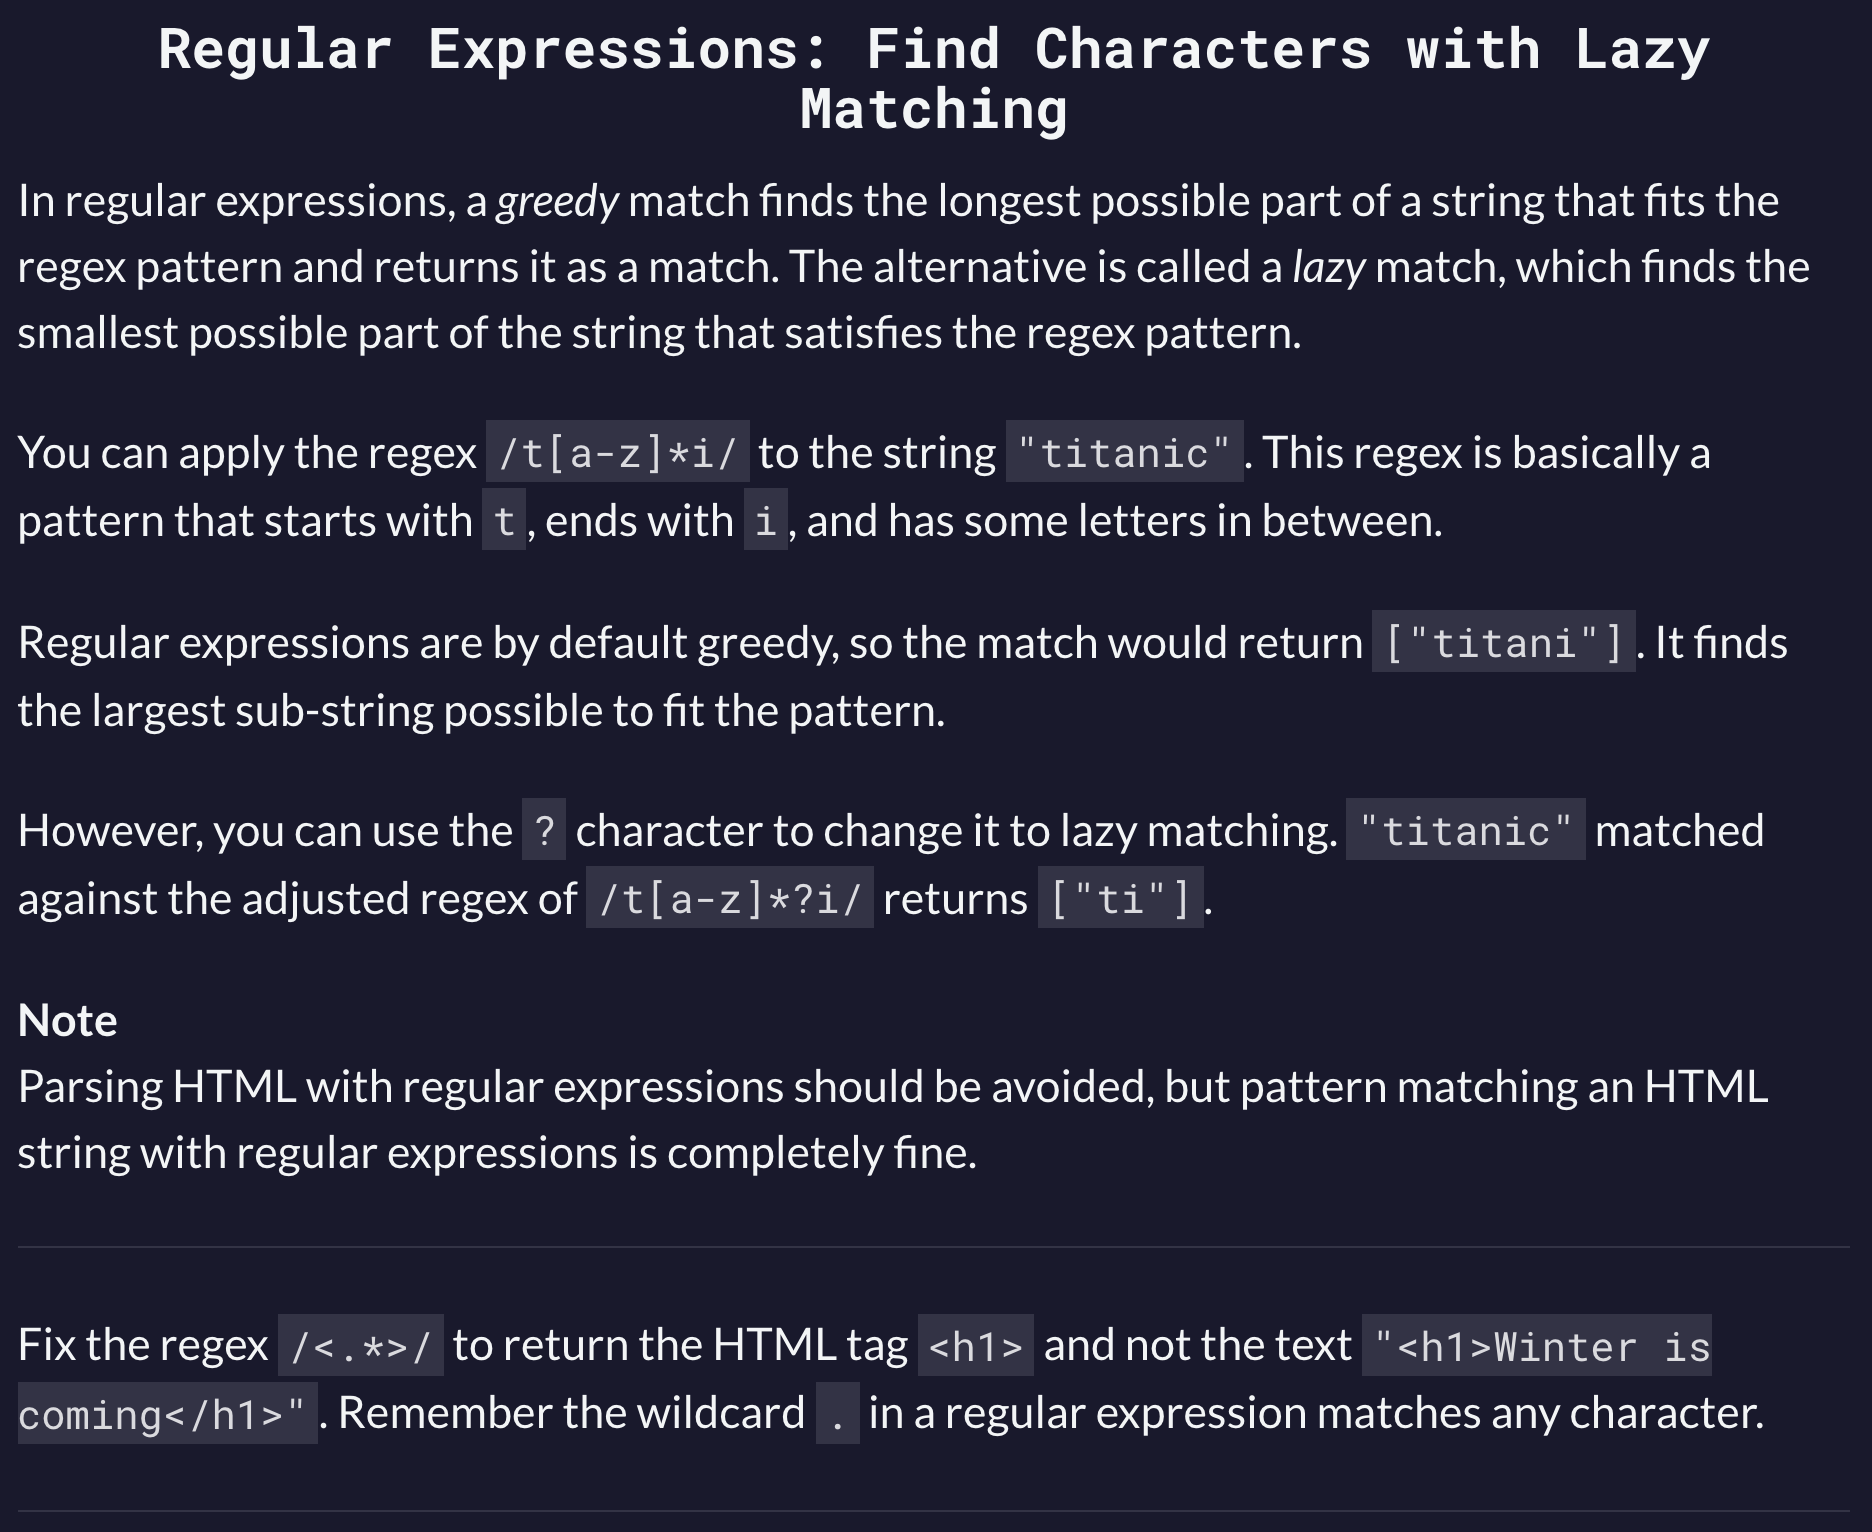 Regular Expressions: Find Characters with Lazy
Matching
In regular expressions, a greedy match finds the longest possible part of a string that fits the
regex pattern and returns it as a match. The alternative is called a lazy match, which finds the
smallest possible part of the string that satisfies the regex pattern.
You can apply the regex /t[a-z]*i/ to the string "titanic". This regex is basically a
pattern that starts with t, ends with i, and has some letters in between.
Regular expressions are by default greedy, so the match would return ["titani"]. It finds
the largest sub-string possible to fit the pattern.
However, you can use the ? character to change it to lazy matching. "titanic" matched
against the adjusted regex of /t[a-z]*?i/ returns ["ti"].
Note
Parsing HTML with regular expressions should be avoided, but pattern matching an HTML
string with regular expressions is completely fine.
Fix the regex /<.*>/ to return the HTML tag <h1> and not the text "<h1>Winter is
coming</h1>". Remember the wildcard . in a regular expression matches any character.